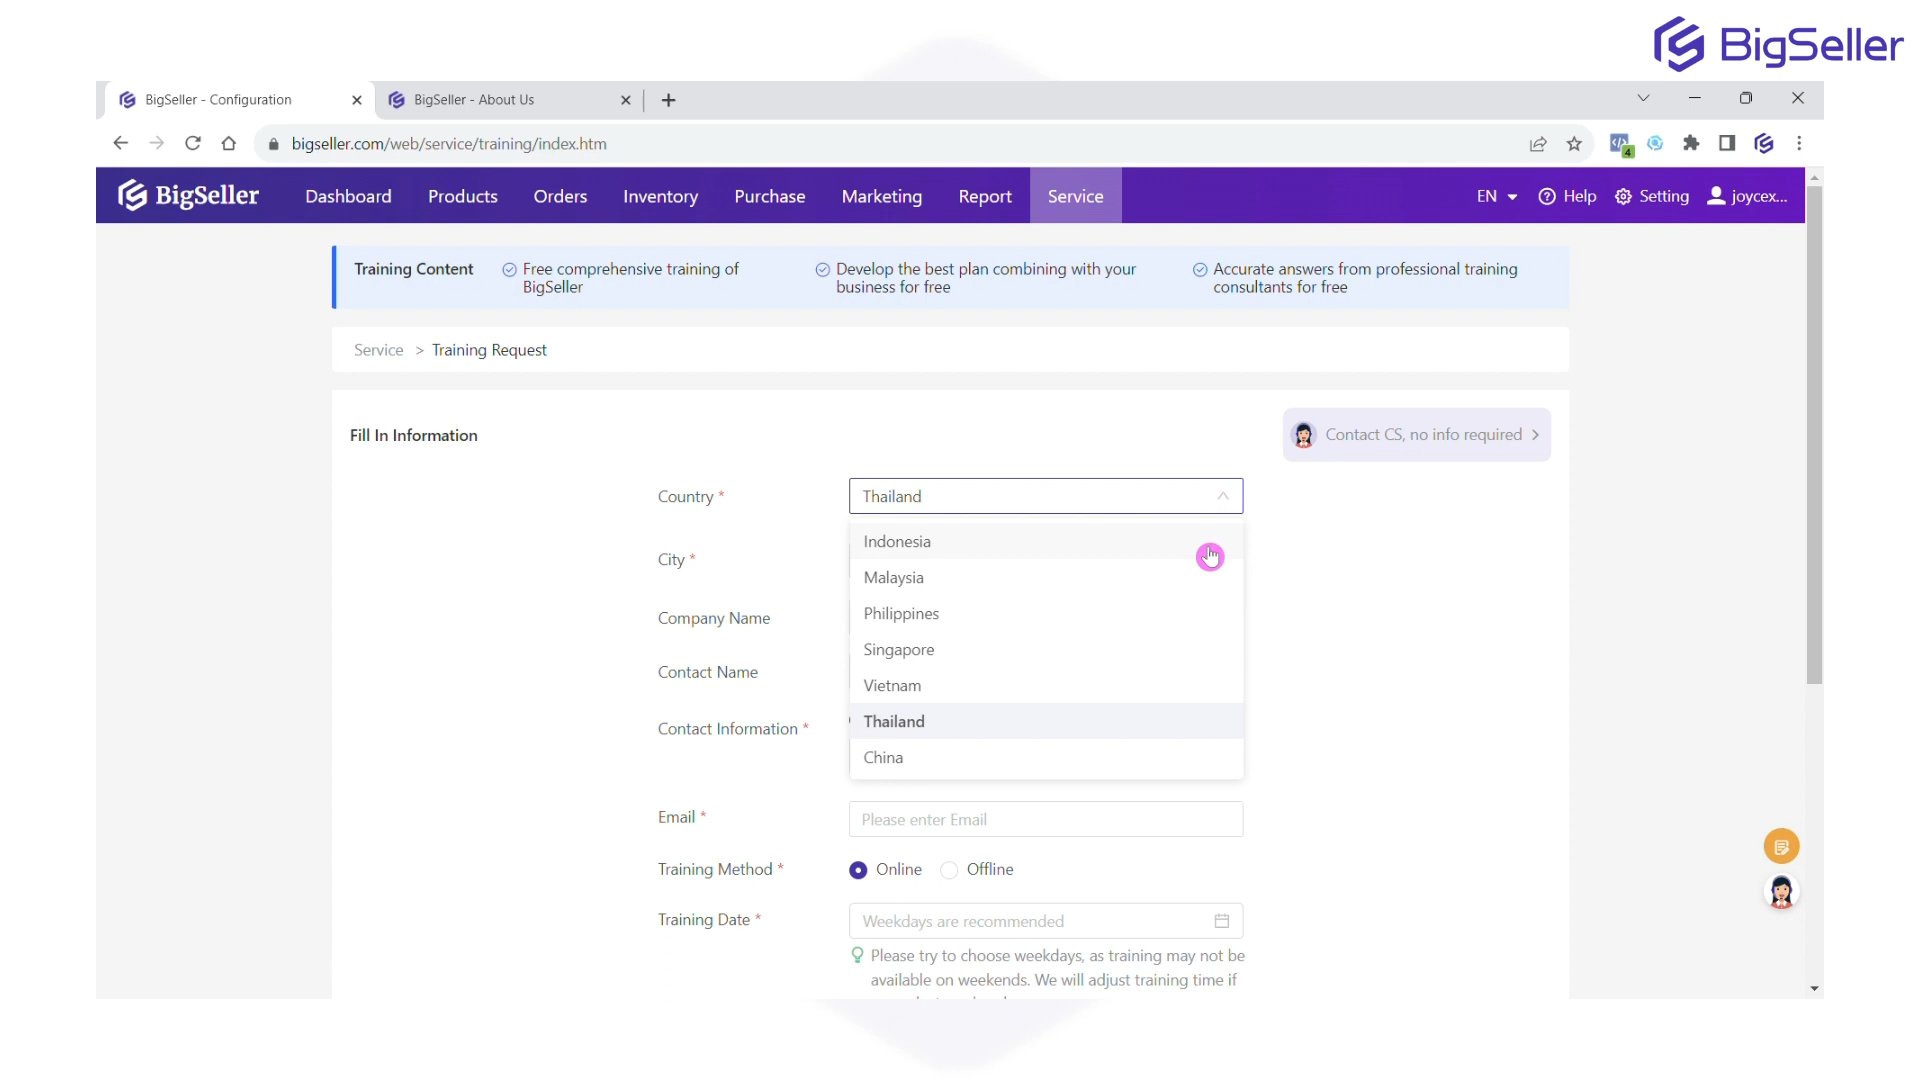 BigSeller
BigSeller - Configuration
BigSeller - About Us
bigseller.com/web/service/training/index.htm
4
BigSeller
Dashboard
Products
Orders
Inventory
Purchase
Marketing
Report
Service
EN
Help
Setting
joycex...
Training Content
Free comprehensive training of
BigSeller
Develop the best plan combining with your
business for free
Accurate answers from professional training
consultants for free
Service > Training Request
Fill In Information
Contact CS, no info required >
Country *
Thailand
Indonesia
City *
Malaysia
Philippines
Company Name
Singapore
Contact Name
Vietnam
Thailand
Contact Information *
China
Email *
Please enter Email
Training Method *
Online
Offline
Training Date *
Weekdays are recommended
Please try to choose weekdays, as training may not be
available on weekends. We will adjust training time if